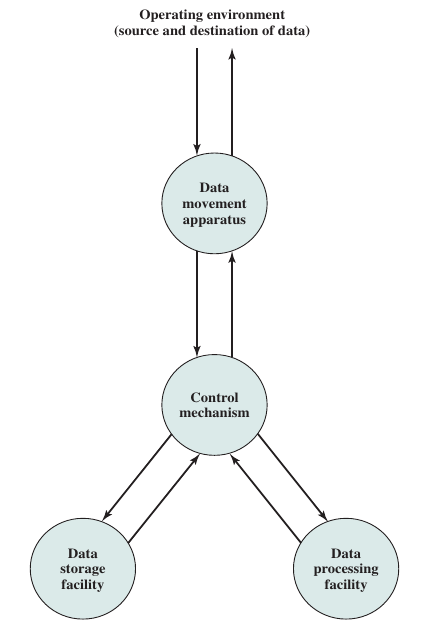 Operating environment
(source and destination of data)
Data
movement
apparatus
Control
mechanism
Data
storage
facility
Data
processing
facility